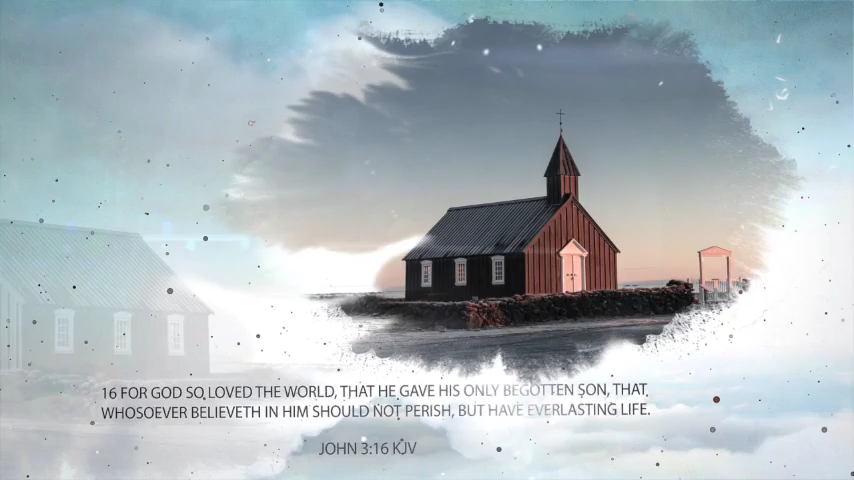 16 FOR GOD SO LOVED THE WORLD, THAT HE GAVE HIS ONLY BEGOTTEN SON, THAT
WHOSOEVER BELIEVETH IN HIM SHOULD NOT PERISH, BUT HAVE EVERLASTING LIFE.
JOHN 3:16 KJV